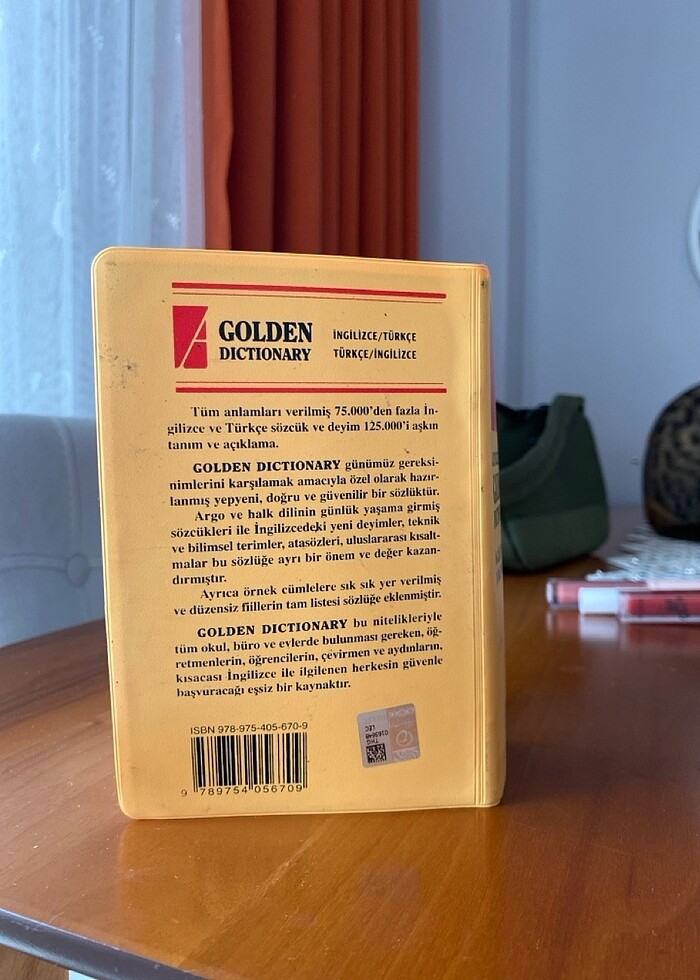 GOLDEN
DICTIONARY
İNGİLİZCE/TÜRKÇE
TÜRKÇE/İNGİLİZCE
Tüm anlamları verilmiş 75.000'den fazla İn-
gilizce ve Türkçe sözcük ve deyim 125.000'i aşkın
tanım ve açıklama.
GOLDEN DICTIONARY günümüz gereksi-
nimlerini karşılamak amacıyla özel olarak hazır-
lanmış yepyeni, doğru ve güvenilir bir sözlüktür.
Argo ve halk dilinin günlük yaşama girmiş
sözcükleri ile İngilizcedeki yeni deyimler, teknik
ve bilimsel terimler, atasözleri, uluslararası kısalt-
malar bu sözlüğe ayrı bir önem ve değer kazan-
dırmıştır.
Ayrıca örnek cümlelere sık sık yer verilmiş
ve düzensiz fiillerin tam listesi sözlüğe eklenmiştir.
GOLDEN DICTIONARY bu nitelikleriyle
tüm okul, büro ve evlerde bulunması gereken, öğ-
retmenlerin, öğrencilerin, çevirmen ve aydınların,
kısacası İngilizce ile ilgilenen herkesin güvenle
başvuracağı eşsiz bir kaynaktır.
ISBN 978-975-405-670-9
9 789754 056709